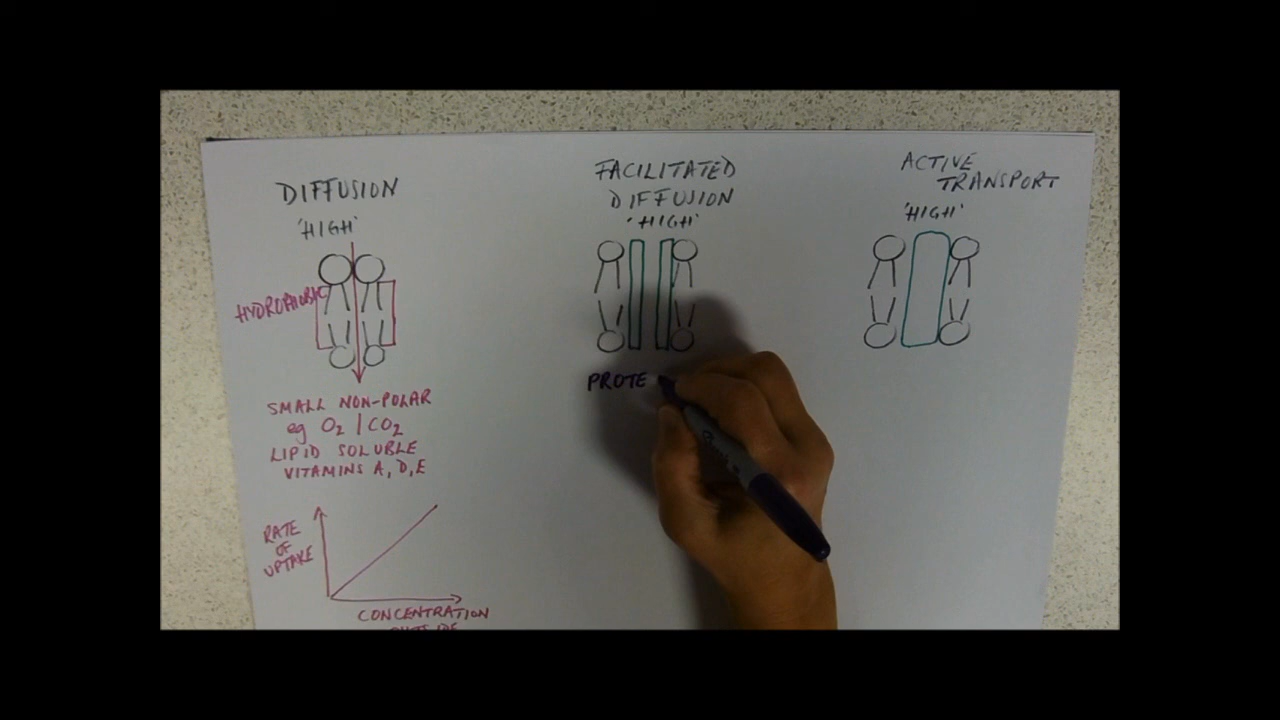 DIFFUSION
'HIGH'
HYDROPHOBIC
SMALL NON-POLAR
eg O2 / CO2
LIPID SOLUBLE
VITAMINS A, D, E
RATE
OF
UPTAKE
CONCENTRATION
OUTSIDE
FACILITATED
DIFFUSION
'HIGH'
PROTE
ACTIVE
TRANSPORT
'HIGH'